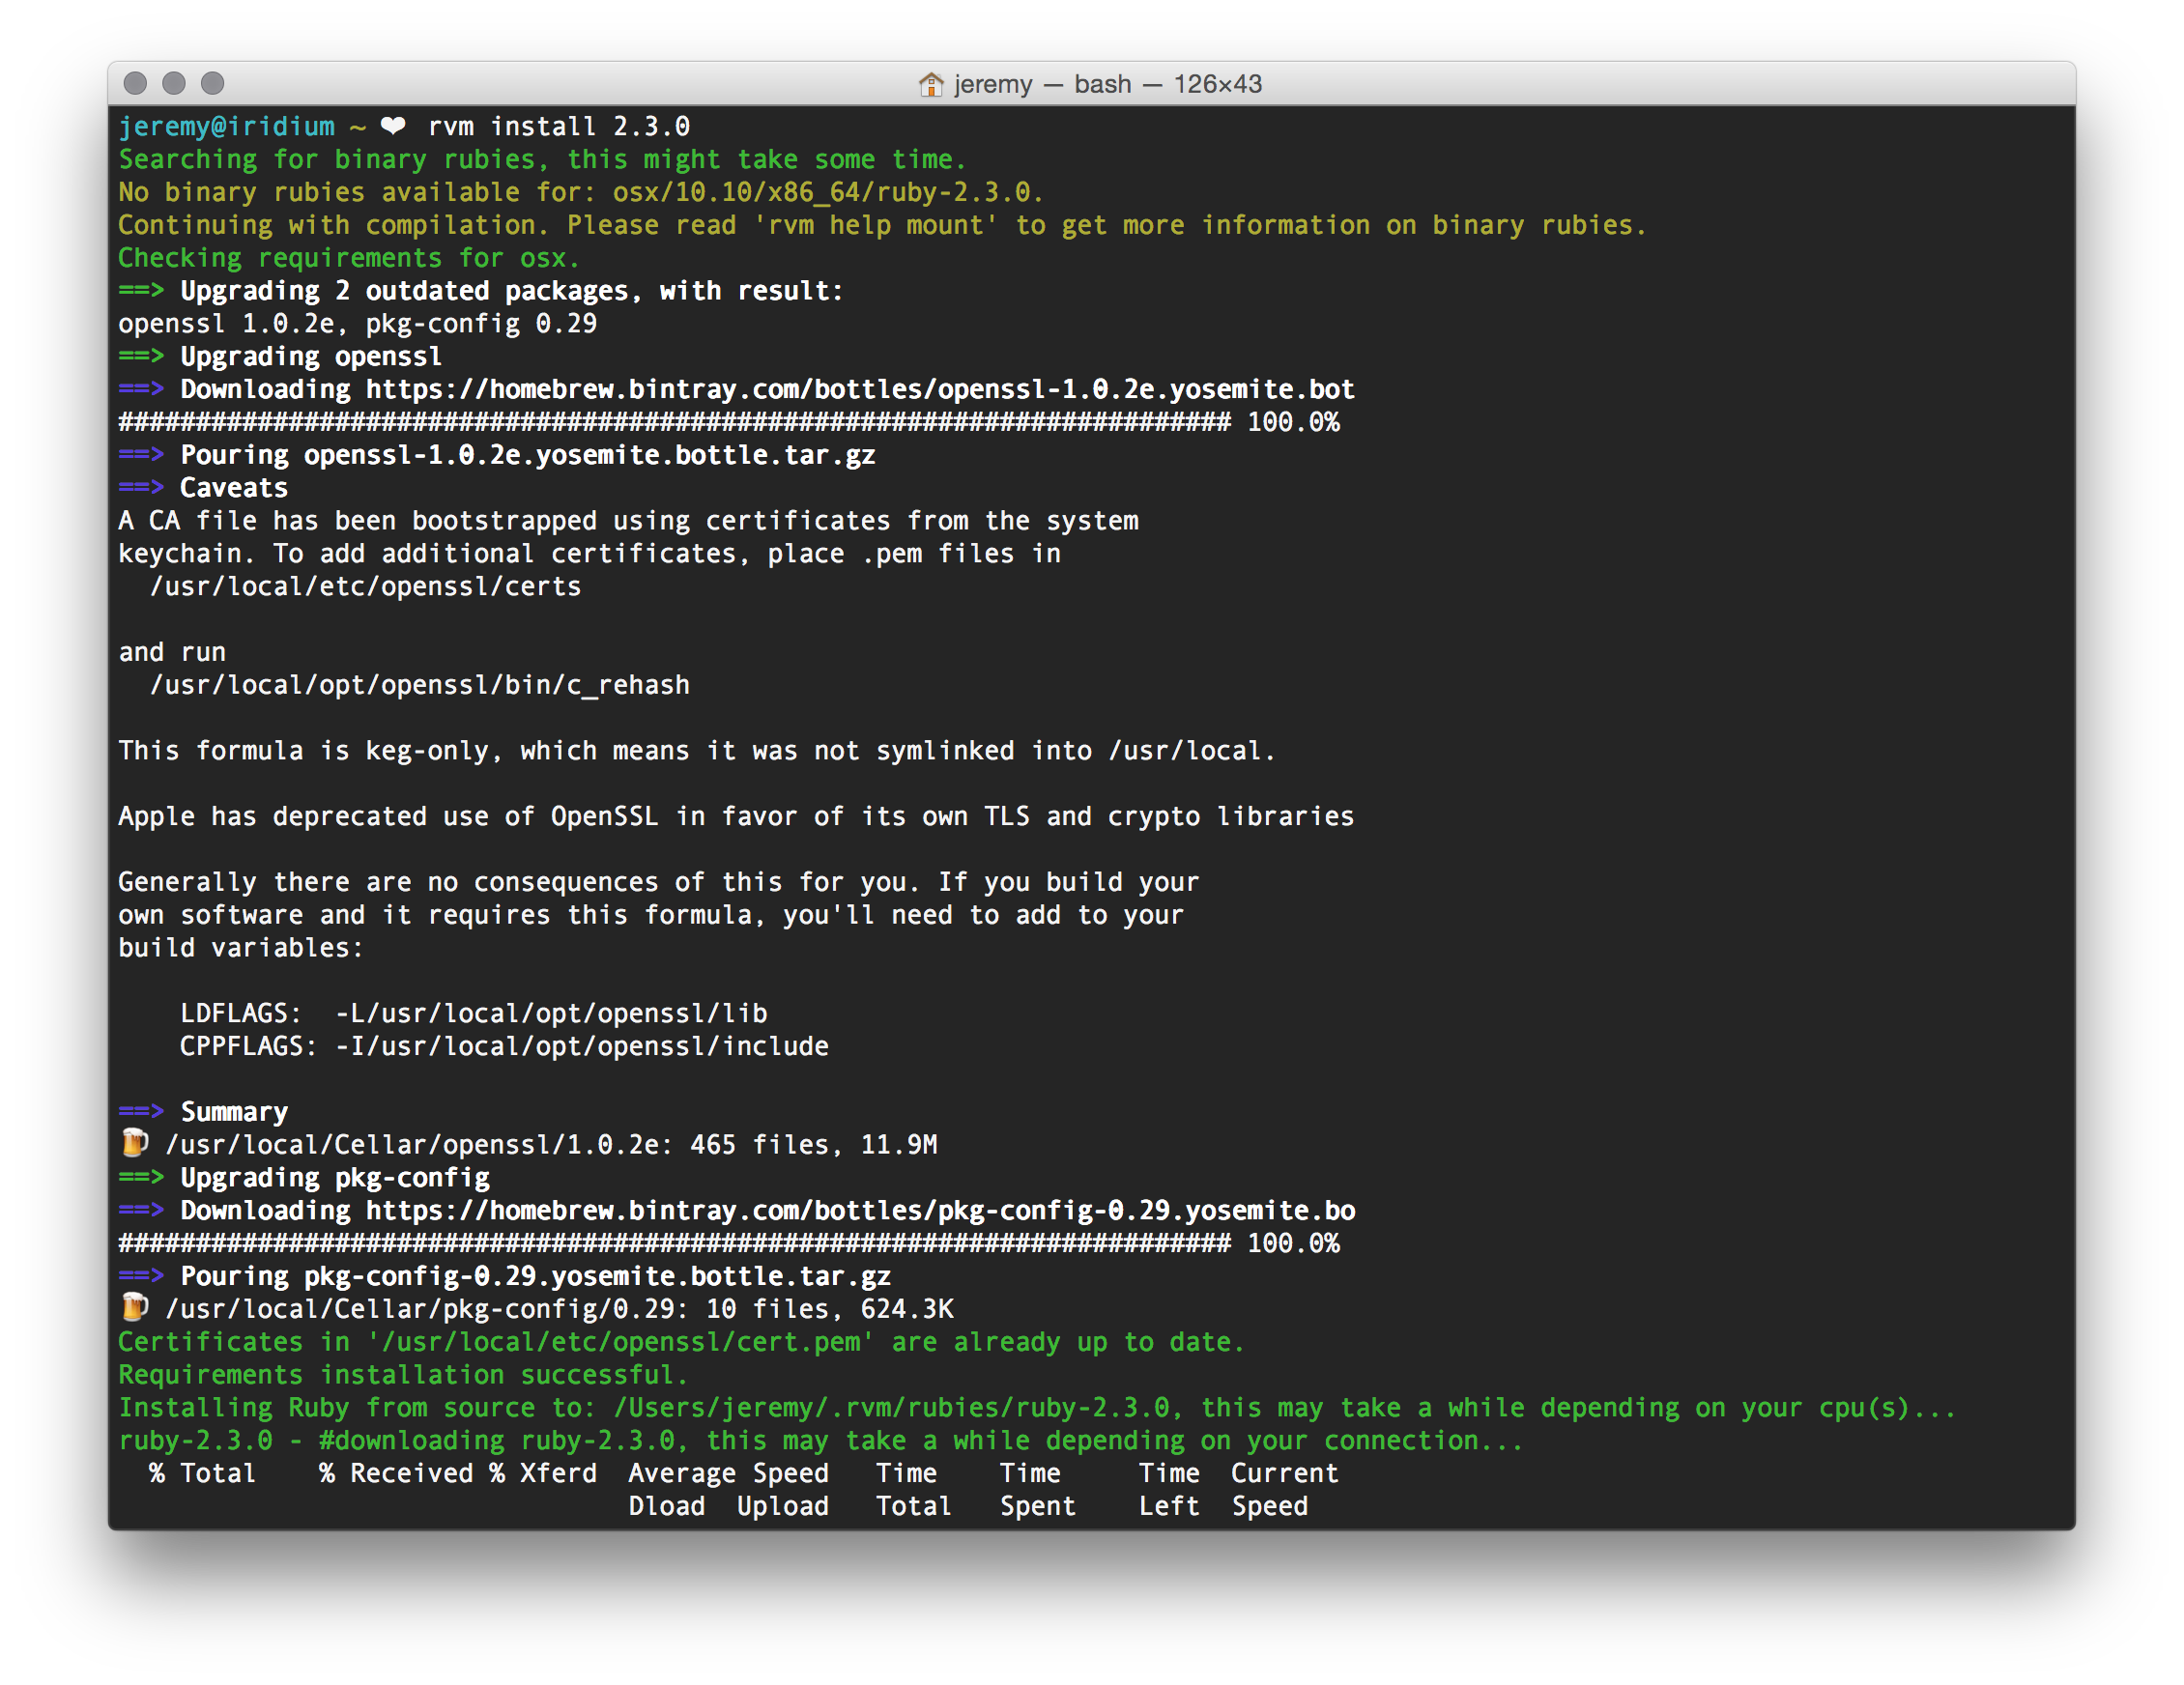 jeremy — bash — 126×43
jeremy@iridium ~ ❤ rvm install 2.3.0
Searching for binary rubies, this might take some time.
No binary rubies available for: osx/10.10/x86_64/ruby-2.3.0.
Continuing with compilation. Please read 'rvm help mount' to get more information on binary rubies.
Checking requirements for osx.
==> Upgrading 2 outdated packages, with result:
openssl 1.0.2e, pkg-config 0.29
==> Upgrading openssl
==> Downloading https://homebrew.bintray.com/bottles/openssl-1.0.2e.yosemite.bot
######################################################################## 100.0%
==> Pouring openssl-1.0.2e.yosemite.bottle.tar.gz
==> Caveats
A CA file has been bootstrapped using certificates from the system
keychain. To add additional certificates, place .pem files in
  /usr/local/etc/openssl/certs
and run
  /usr/local/opt/openssl/bin/c_rehash
This formula is keg-only, which means it was not symlinked into /usr/local.
Apple has deprecated use of OpenSSL in favor of its own TLS and crypto libraries
Generally there are no consequences of this for you. If you build your
own software and it requires this formula, you'll need to add to your
build variables:
    LDFLAGS:  -L/usr/local/opt/openssl/lib
    CPPFLAGS: -I/usr/local/opt/openssl/include
==> Summary
🍺 /usr/local/Cellar/openssl/1.0.2e: 465 files, 11.9M
==> Upgrading pkg-config
==> Downloading https://homebrew.bintray.com/bottles/pkg-config-0.29.yosemite.bo
######################################################################## 100.0%
==> Pouring pkg-config-0.29.yosemite.bottle.tar.gz
🍺 /usr/local/Cellar/pkg-config/0.29: 10 files, 624.3K
Certificates in '/usr/local/etc/openssl/cert.pem' are already up to date.
Requirements installation successful.
Installing Ruby from source to: /Users/jeremy/.rvm/rubies/ruby-2.3.0, this may take a while depending on your cpu(s)...
ruby-2.3.0 - #downloading ruby-2.3.0, this may take a while depending on your connection...
  % Total    % Received % Xferd  Average Speed   Time    Time     Time  Current
                                 Dload  Upload   Total   Spent    Left  Speed